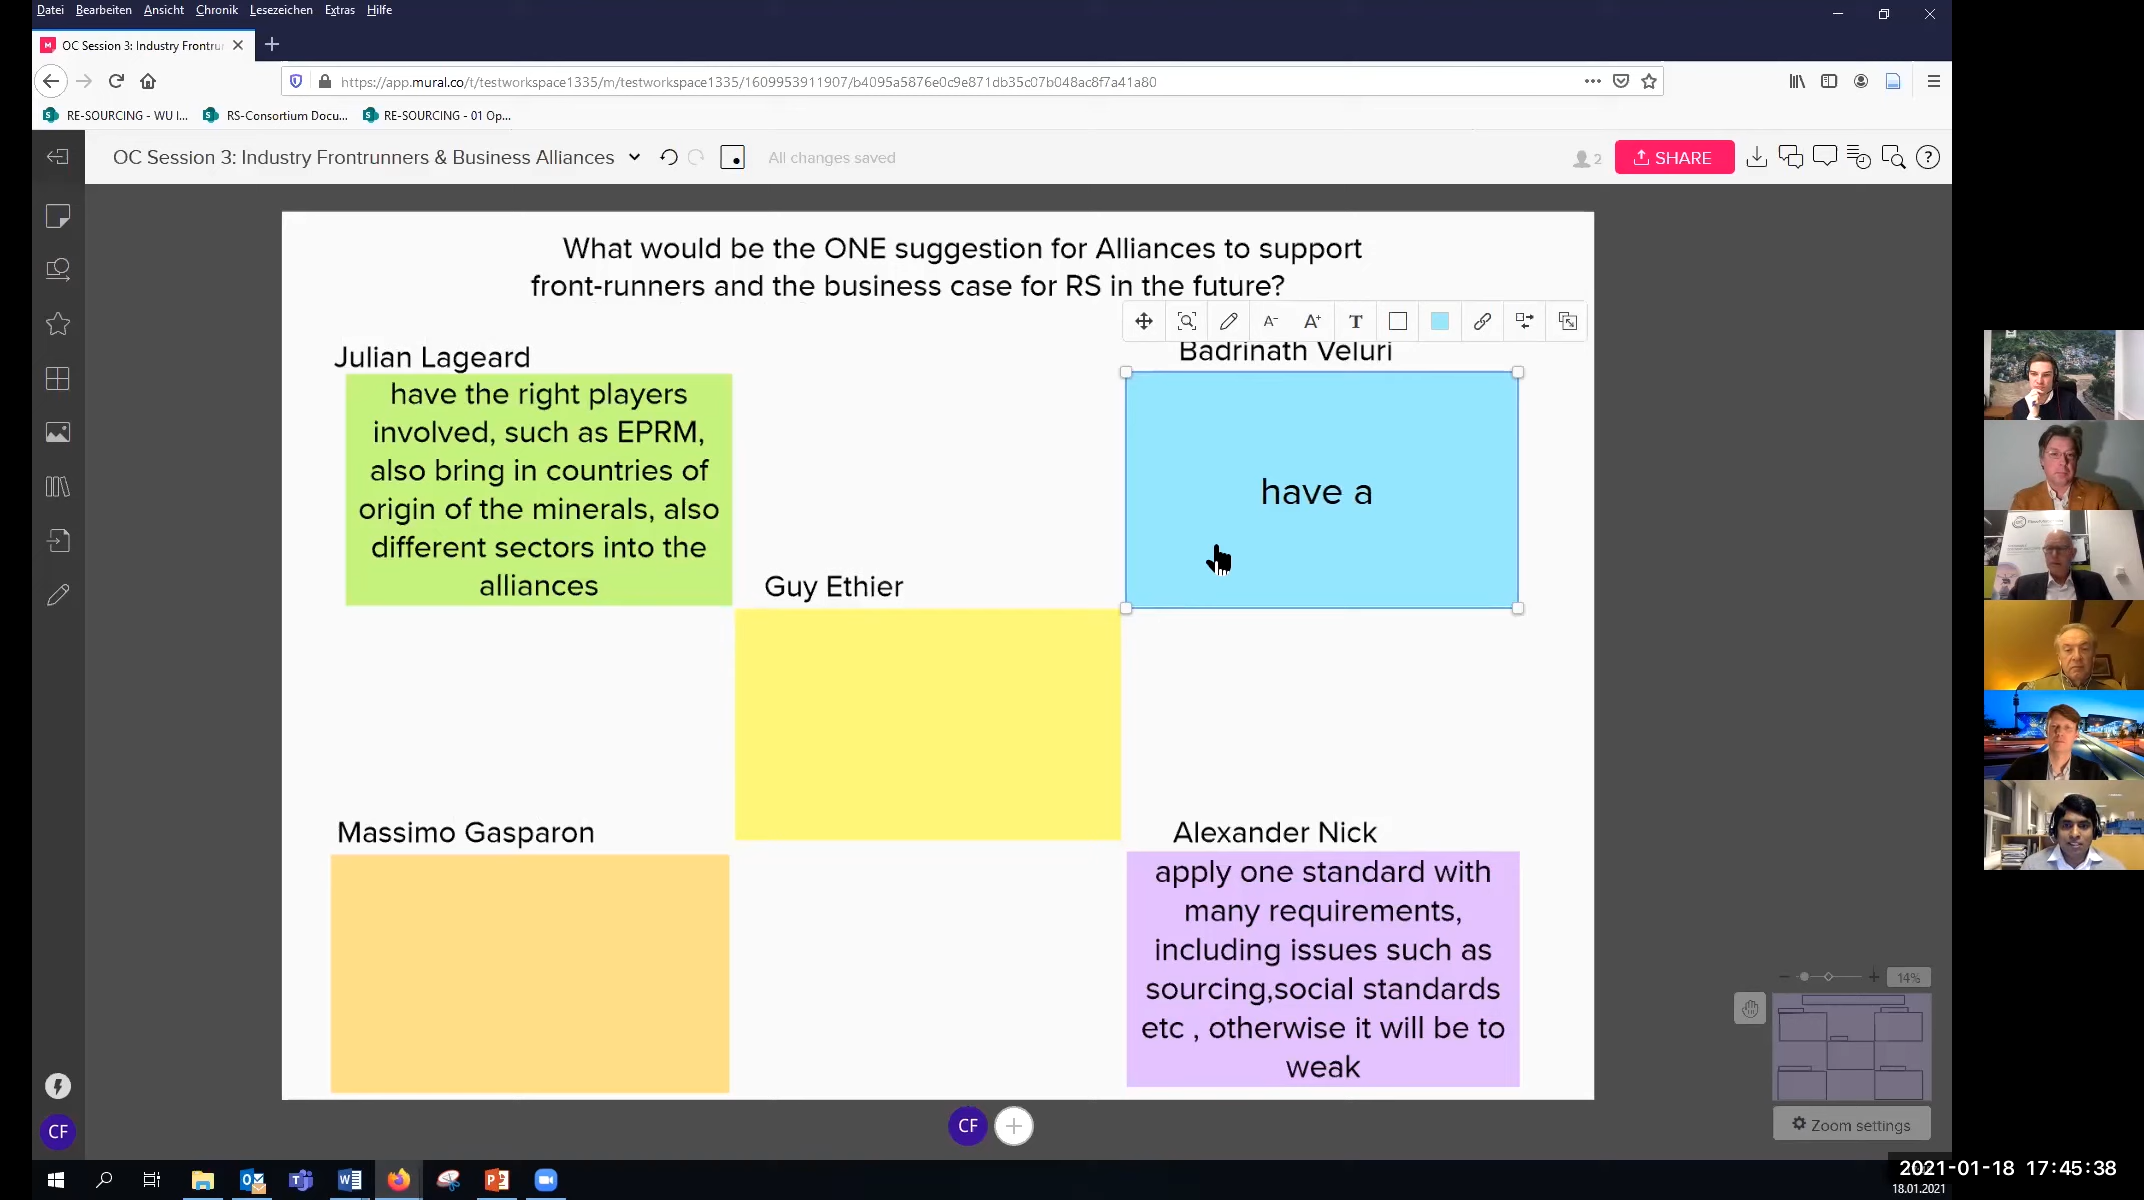 Datei Bearbeiten Ansicht Chronik Lesezeichen Extras Hilfe
OC Session 3: Industry Frontru
https://app.mural.co/t/testworkspace1335/m/testworkspace1335/1609953911907/b4095a5876e0c9e871db35c07b048ac8f7a41a80
RE-SOURCING - WU I... RS-Consortium Docu... RE-SOURCING - 01 Op...
OC Session 3: Industry Frontrunners & Business Alliances All changes saved 2 SHARE
What would be the ONE suggestion for Alliances to support
front-runners and the business case for RS in the future?
Julian Lageard
have the right players
involved, such as EPRM,
also bring in countries of
origin of the minerals, also
different sectors into the
alliances
Badrinath Veluri
have a
Guy Ethier
Massimo Gasparon
Alexander Nick
apply one standard with
many requirements,
including issues such as
sourcing,social standards
etc , otherwise it will be to
weak
14%
Zoom settings
CF
CF
2021-01-18 17:45:38
18.01.2021